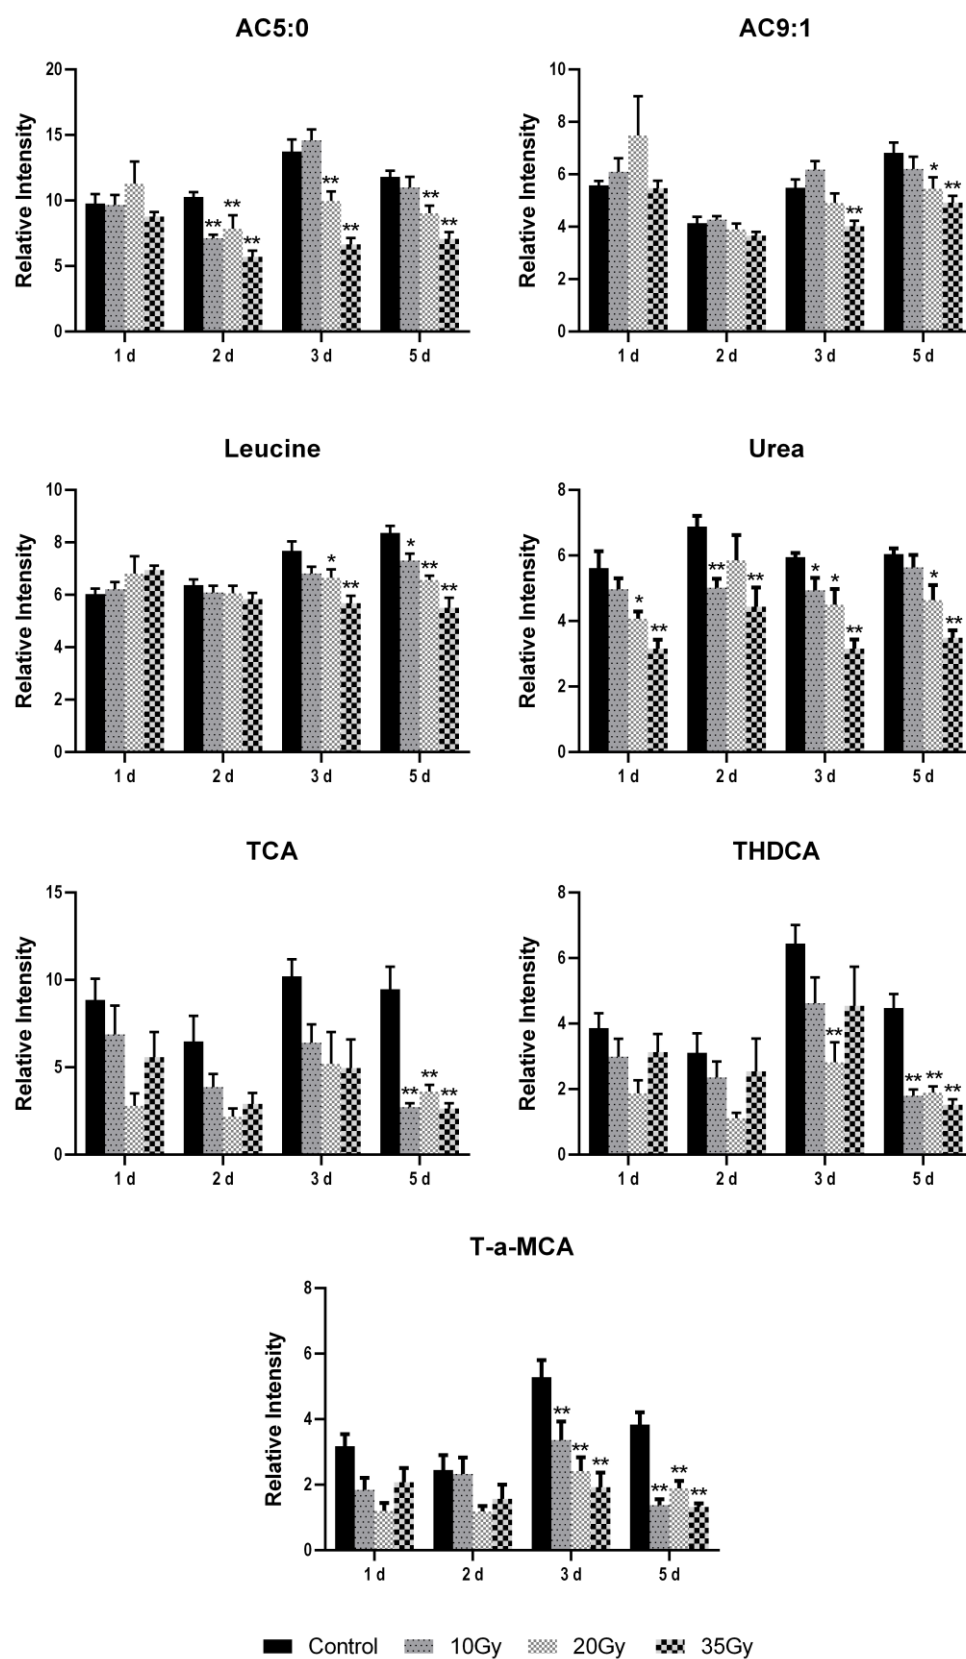 AC5:0
AC9:1
Relative Intensity
20
15
10
5
0
** ** **
** **
** **
1 d 2 d 3 d 5 d
Relative Intensity
10
8
6
4
2
0
**
* **
1 d 2 d 3 d 5 d
Leucine
Urea
Relative Intensity
10
8
6
4
2
0
* **
* ** **
1 d 2 d 3 d 5 d
Relative Intensity
8
6
4
2
0
* **
** **
* * **
* **
1 d 2 d 3 d 5 d
TCA
THDCA
Relative Intensity
15
10
5
0
** ** **
1 d 2 d 3 d 5 d
Relative Intensity
8
6
4
2
0
**
** ** **
1 d 2 d 3 d 5 d
T-a-MCA
Relative Intensity
8
6
4
2
0
** ** **
** ** **
1 d 2 d 3 d 5 d
Control 10Gy 20Gy 35Gy